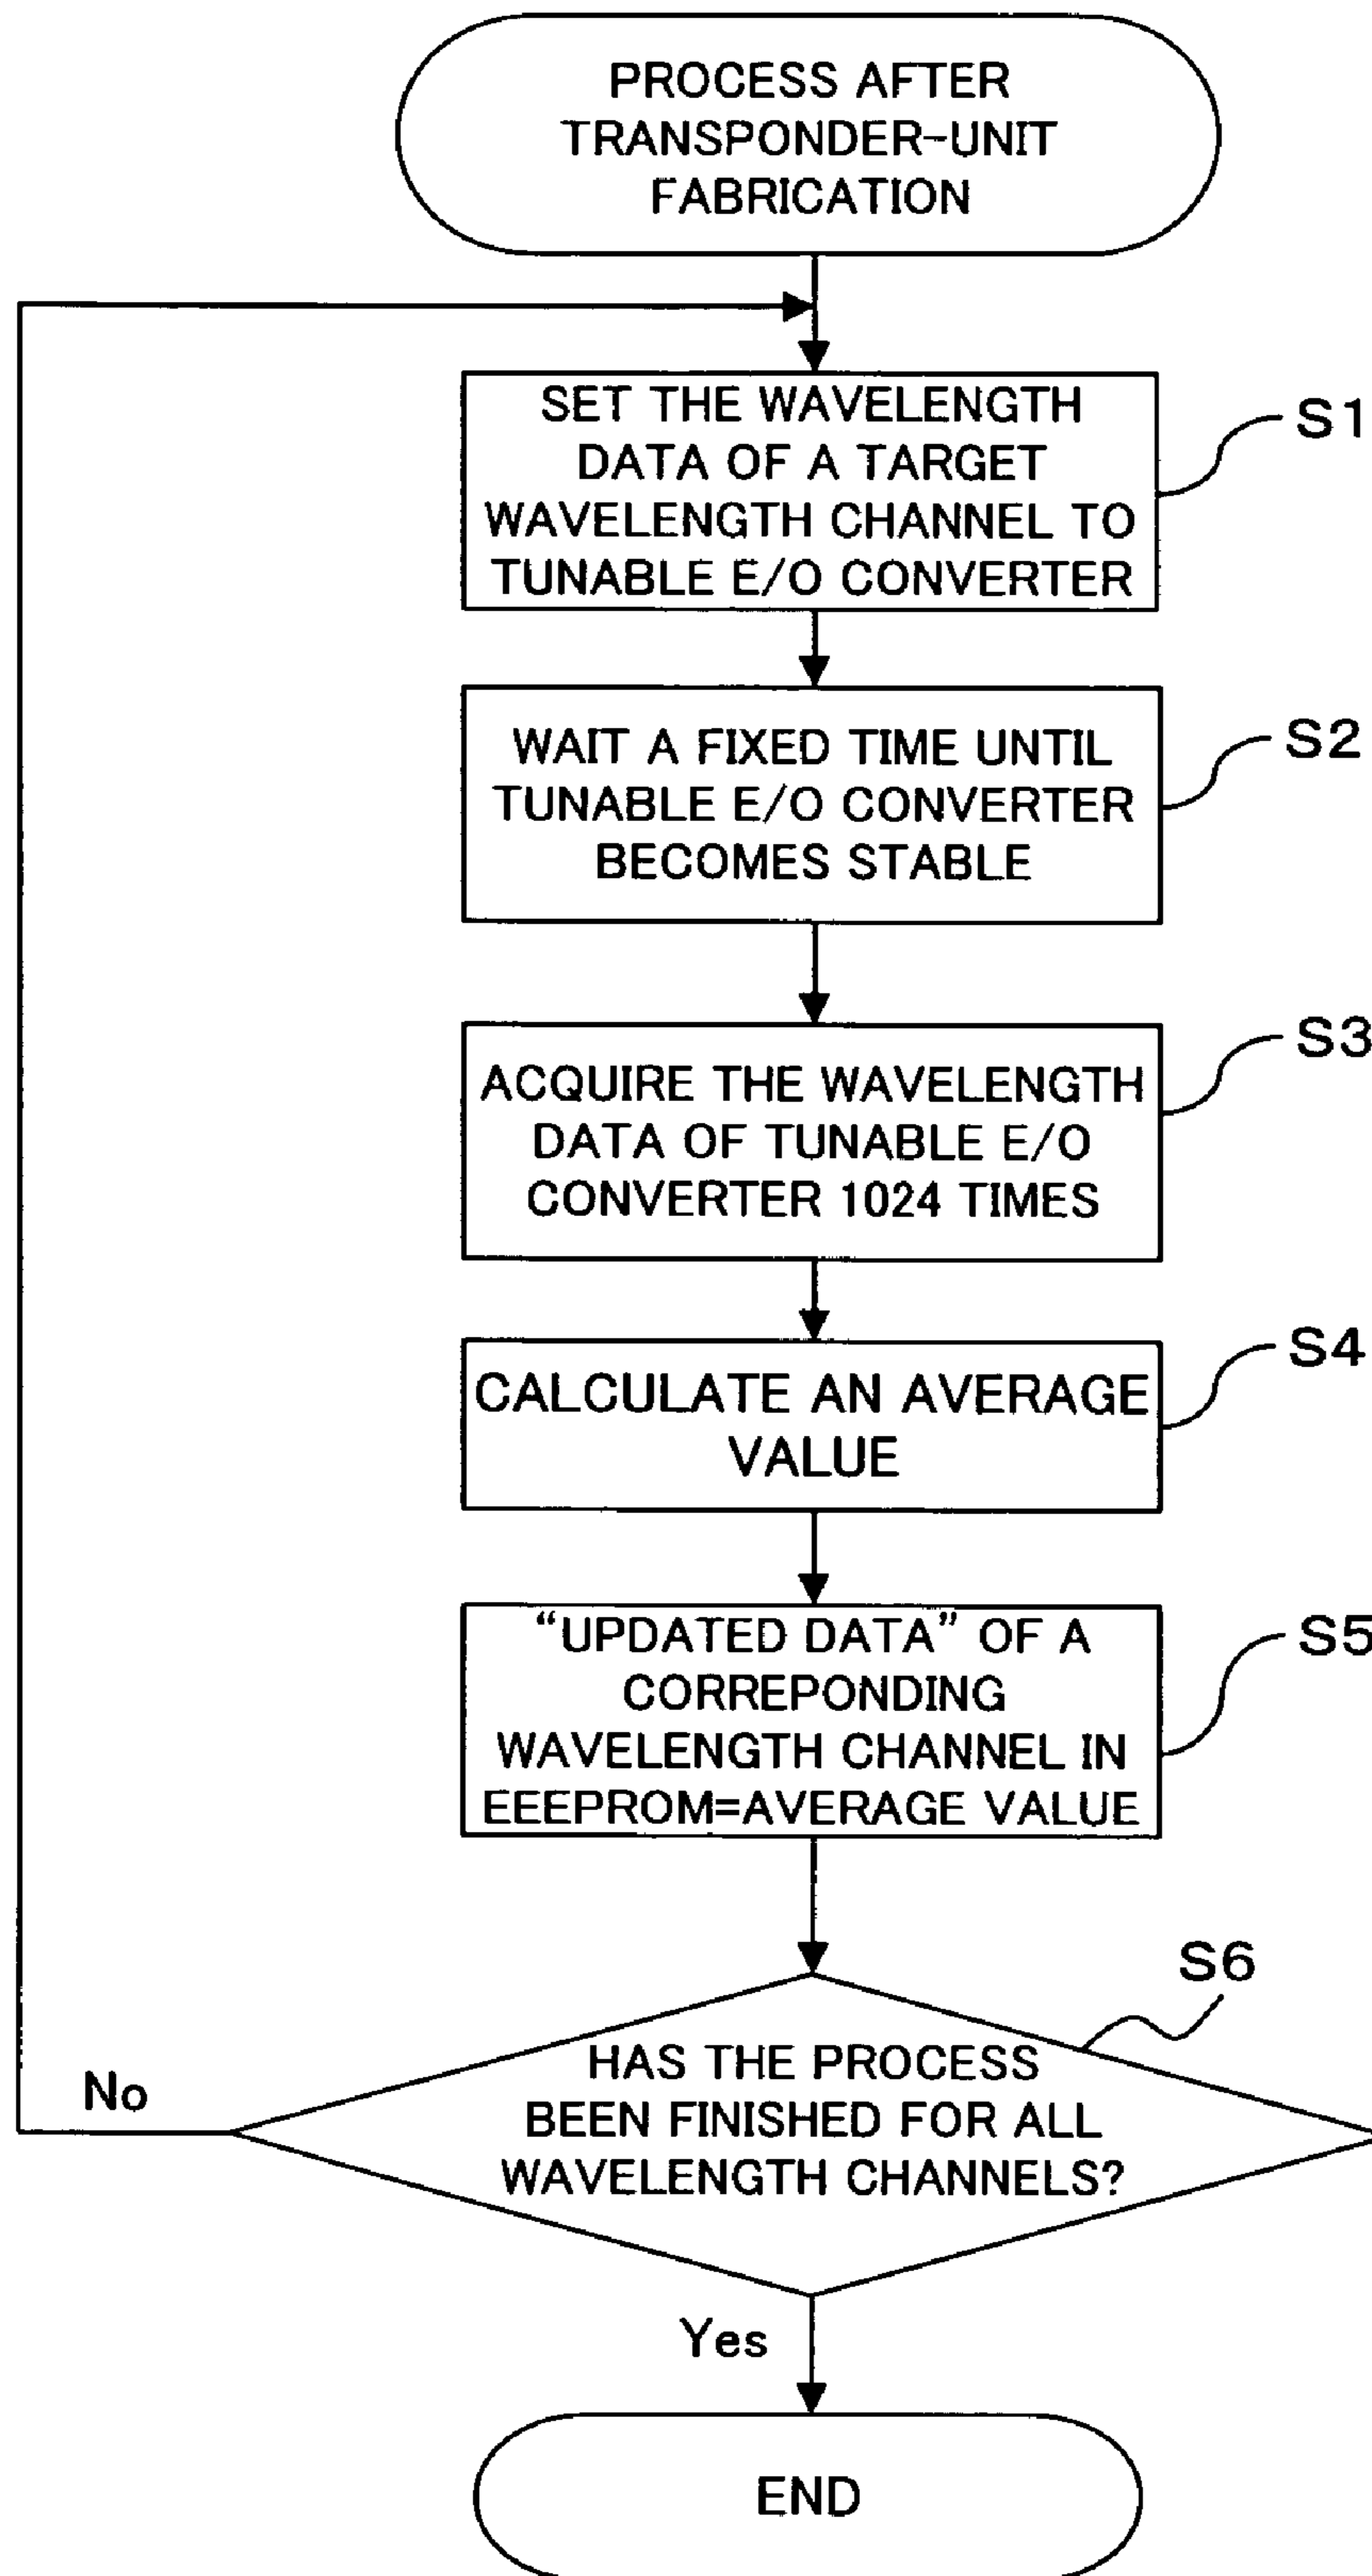 PROCESS AFTER
TRANSPONDER-UNIT
FABRICATION
SET THE WAVELENGTH
DATA OF A TARGET
WAVELENGTH CHANNEL TO
TUNABLE E/O CONVERTER
S1
WAIT A FIXED TIME UNTIL
TUNABLE E/O CONVERTER
BECOMES STABLE
S2
ACQUIRE THE WAVELENGTH
DATA OF TUNABLE E/O
CONVERTER 1024 TIMES
S3
CALCULATE AN AVERAGE
VALUE
S4
“UPDATED DATA” OF A
CORREPONDING
WAVELENGTH CHANNEL IN
EEEPROM=AVERAGE VALUE
S5
S6
HAS THE PROCESS
BEEN FINISHED FOR ALL
WAVELENGTH CHANNELS?
No
Yes
END